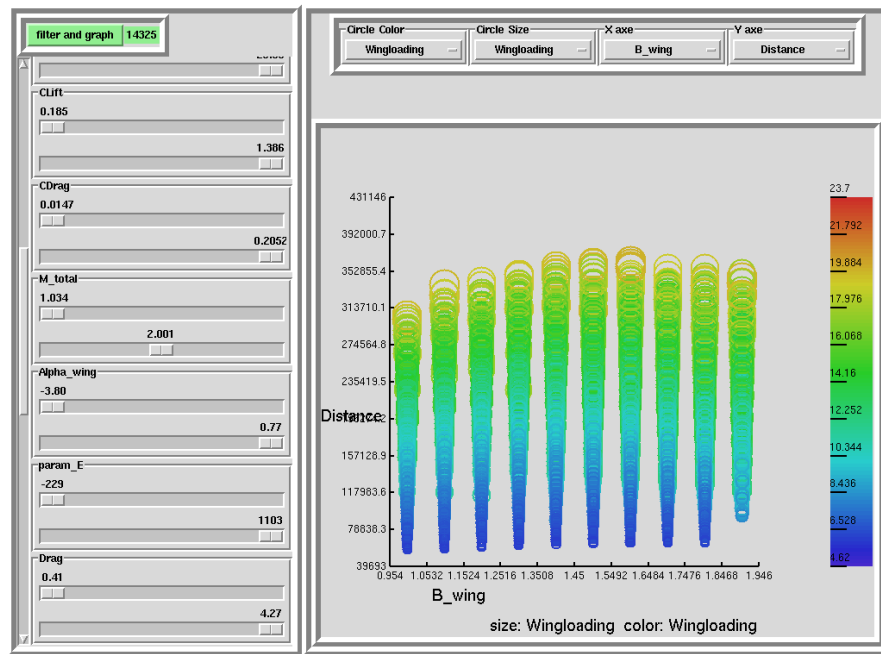 filter and graph 14325
CLift
0.185
1.386
CDrag
0.0147
0.2052
M_total
1.034
2.001
Alpha_wing
-3.80
0.77
param_E
-229
1103
Drag
0.41
4.27
Circle Color Circle Size X axe Y axe
Wingloading Wingloading B_wing Distance
431146
392000.7
352855.4
313710.1
274564.8
235419.5
Distance
157128.9
117983.6
78838.3
39693
0.954 1.0532 1.1524 1.2516 1.3508 1.45 1.5492 1.6484 1.7476 1.8468 1.946
B_wing
23.7
21.792
19.884
17.976
16.068
14.16
12.252
10.344
8.436
6.528
4.62
size: Wingloading color: Wingloading